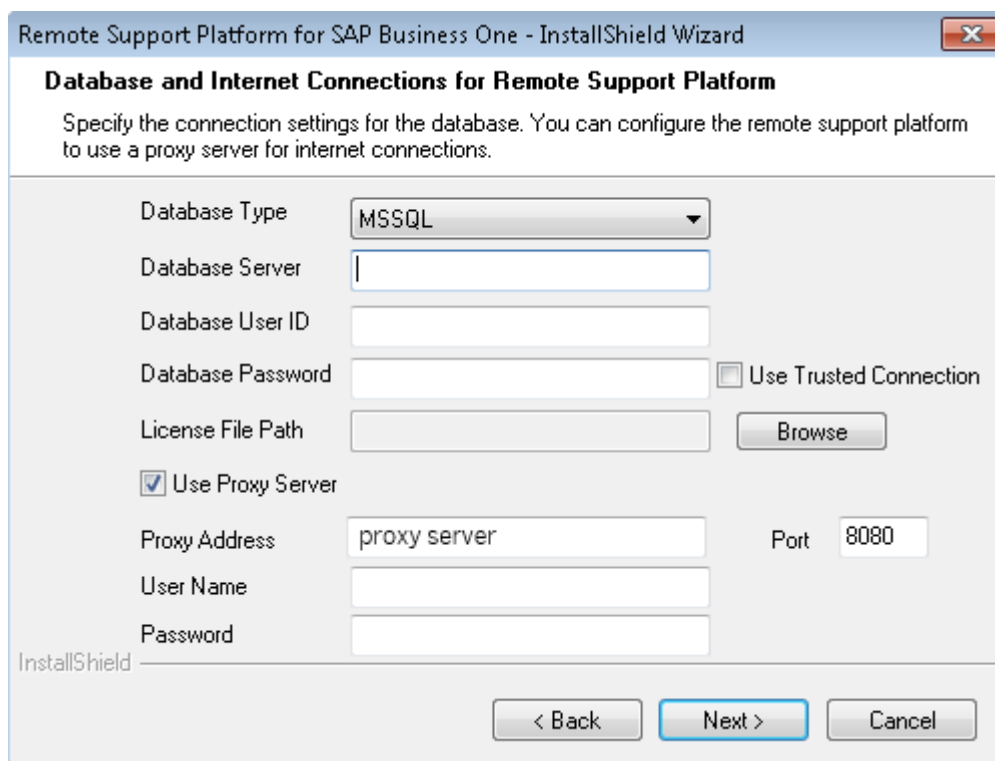 Remote Support Platform for SAP Business One - InstallShield Wizard
Database and Internet Connections for Remote Support Platform
Specify the connection settings for the database. You can configure the remote support platform
to use a proxy server for internet connections.
Database Type MSSQL
Database Server
Database User ID
Database Password Use Trusted Connection
License File Path Browse
Use Proxy Server
Proxy Address proxy server Port 8080
User Name
Password
InstallShield
< Back Next > Cancel